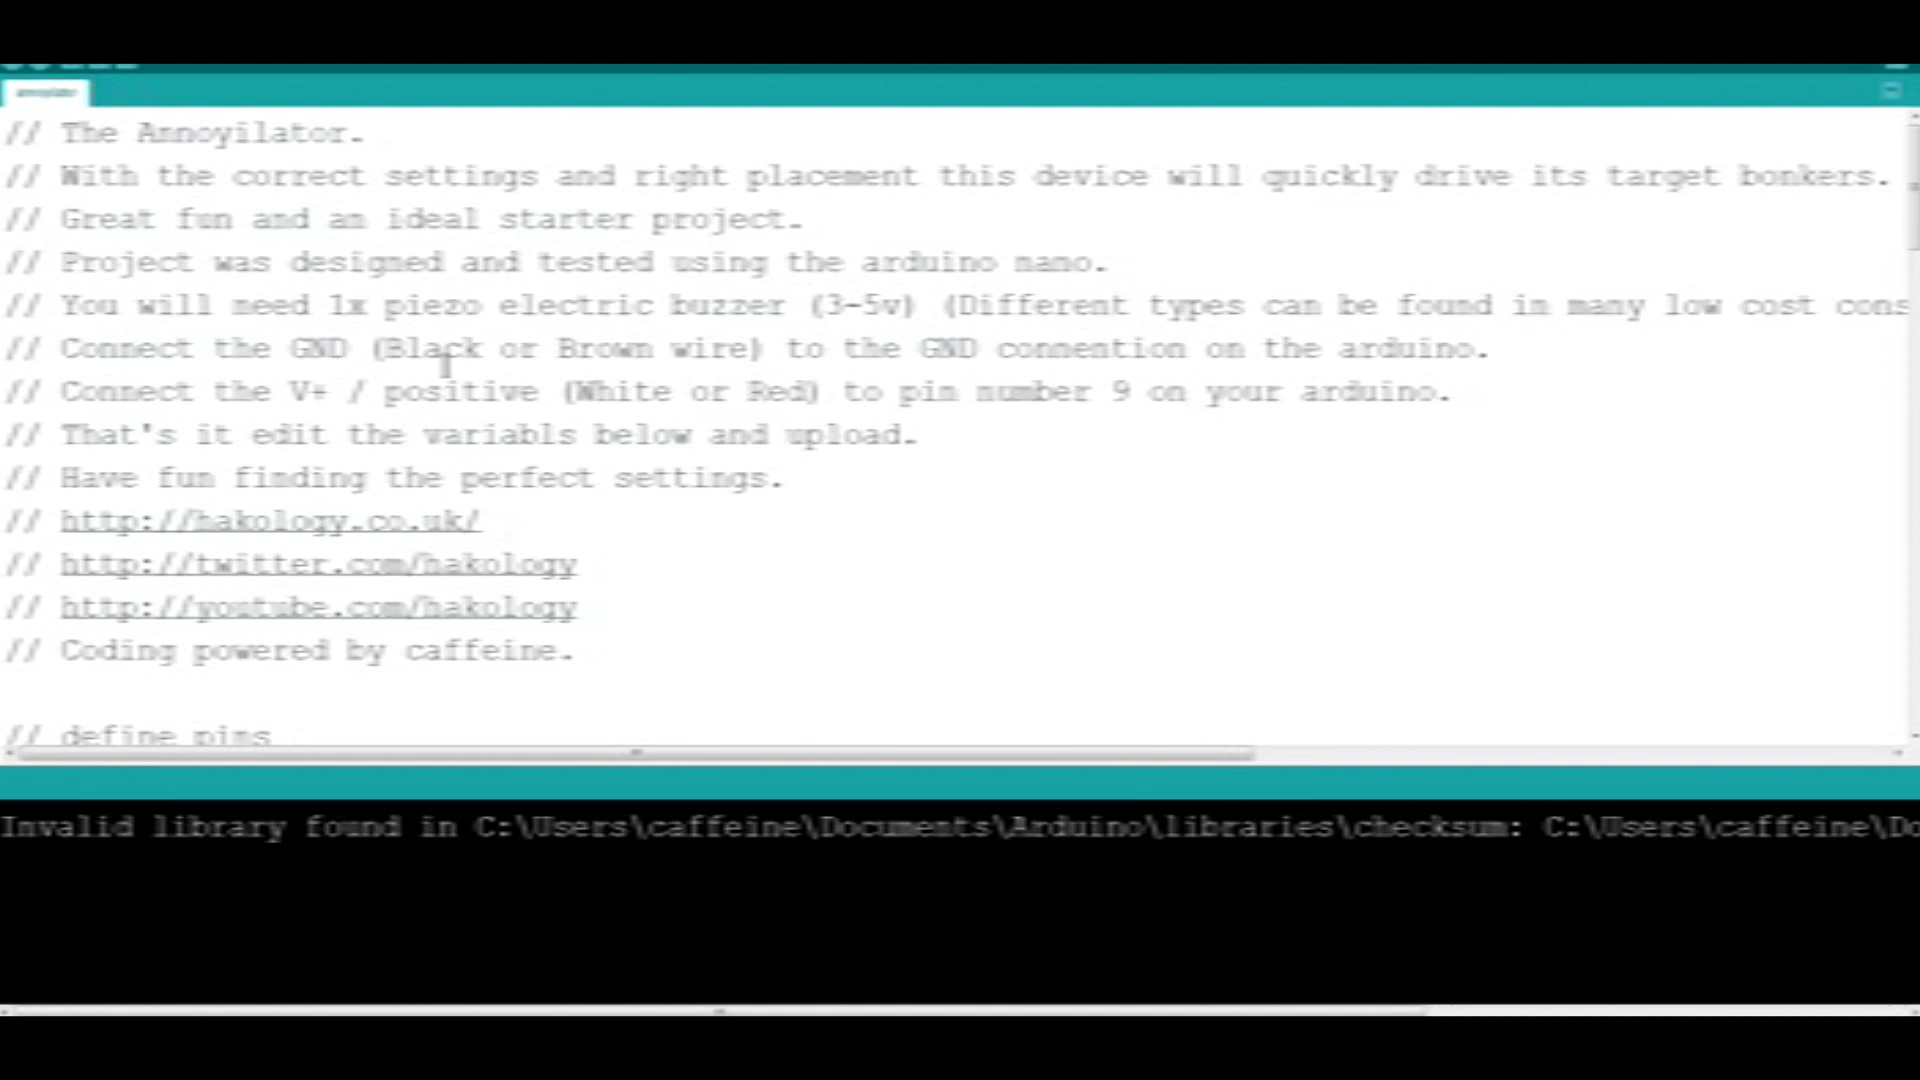 // The Annoyilator.
// With the correct settings and right placement this device will quickly drive its target bonkers.
// Great fun and an ideal starter project.
// Project was designed and tested using the arduino nano.
// You will need 1x piezo electric buzzer (3-5v) (Different types can be found in many low cost cons
// Connect the GND (Black or Brown wire) to the GND connention on the arduino.
// Connect the V+ / positive (White or Red) to pin number 9 on your arduino.
// That's it edit the variabls below and upload.
// Have fun finding the perfect settings.
// http://hakology.co.uk/
// http://twitter.com/hakology
// http://youtube.com/hakology
// Coding powered by caffeine.
// define pins
Invalid library found in C:\Users\caffeine\Documents\Arduino\libraries\checksum: C:\Users\caffeine\Do